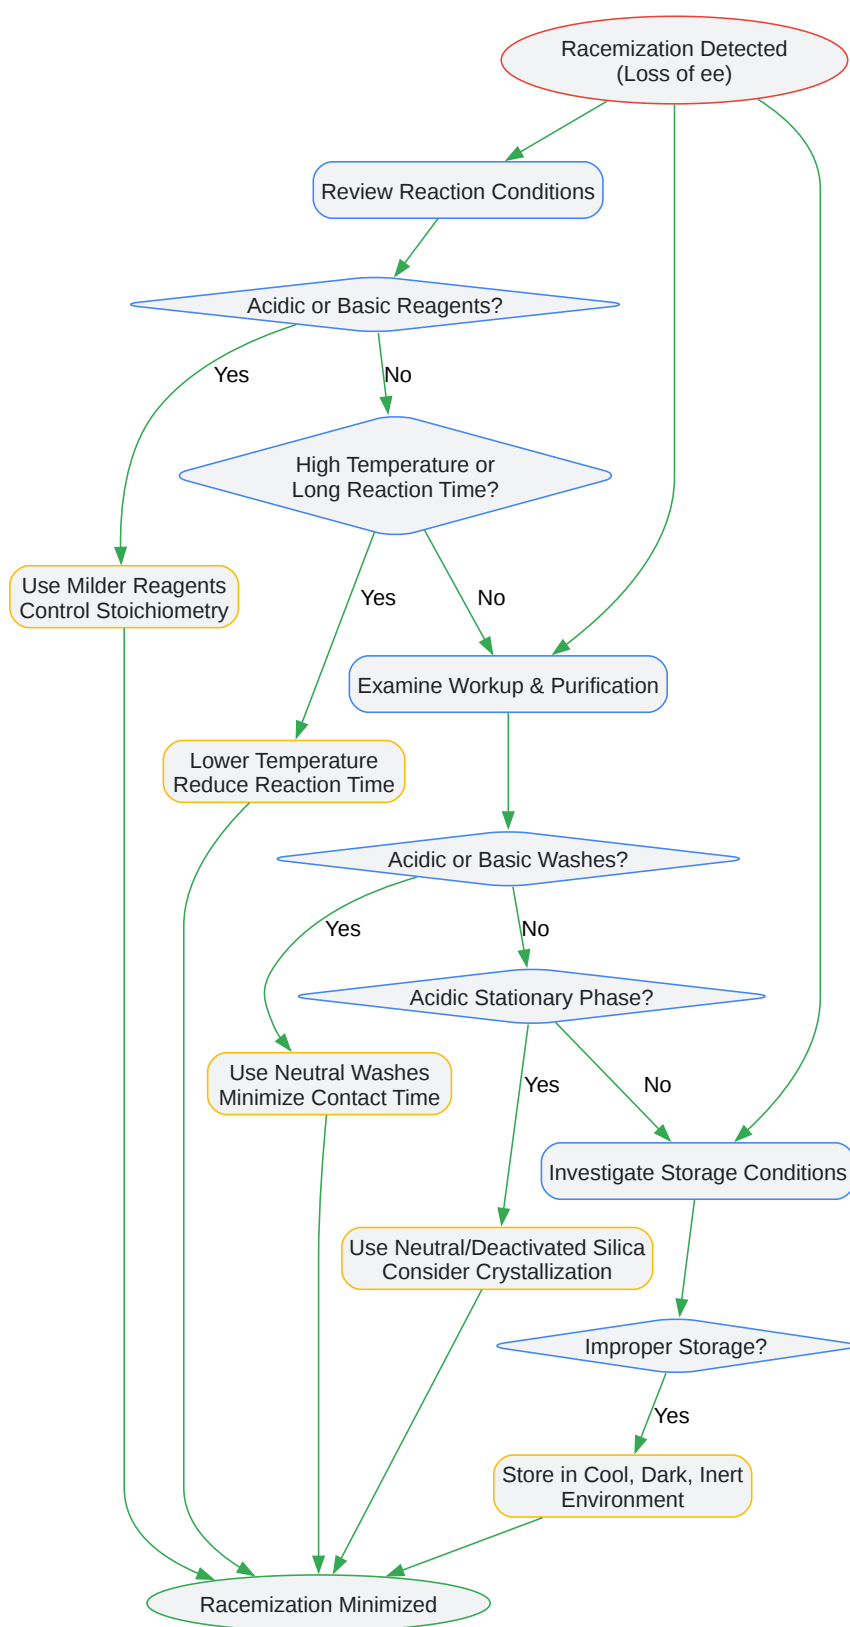 Racemization Detected
(Loss of ee)
Review Reaction Conditions
Acidic or Basic Reagents?
Yes
No
High Temperature or
Long Reaction Time?
Use Milder Reagents
Control Stoichiometry
Yes
No
Examine Workup & Purification
Lower Temperature
Reduce Reaction Time
Acidic or Basic Washes?
Yes
No
Acidic Stationary Phase?
Use Neutral Washes
Minimize Contact Time
Yes
No
Investigate Storage Conditions
Use Neutral/Deactivated Silica
Consider Crystallization
Improper Storage?
Yes
Store in Cool, Dark, Inert
Environment
Racemization Minimized